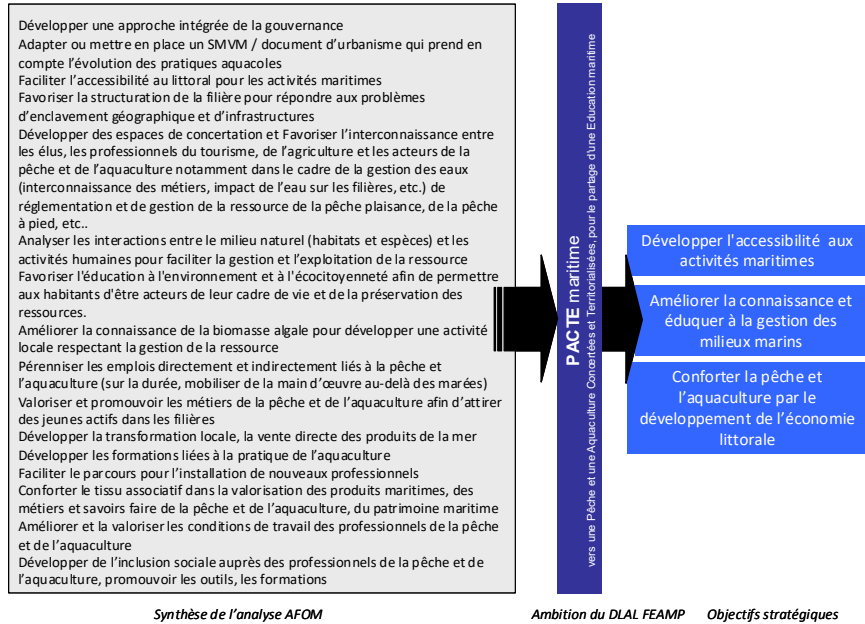 Développer une approche intégrée de la gouvernance
Adapter ou mettre en place un SMVM / document d'urbanisme qui prend en
compte l'évolution des pratiques aquacoles
Faciliter l'accessibilité au littoral pour les activités maritimes
Favoriser la structuration de la filière pour répondre aux problèmes
d'enclavement géographique et d'infrastructures
Développer des espaces de concertation et Favoriser l'interconnaissance entre
les élus, les professionnels du tourisme, de l'agriculture et les acteurs de la
pêche et de l'aquaculture notamment dans le cadre de la gestion des eaux
(interconnaissance des métiers, impact de l'eau sur les filières, etc.) de
réglementation et de gestion de la ressource de la pêche plaisance, de la pêche
à pied, etc..
Analyser les interactions entre le milieu naturel (habitats et espèces) et les
activités humaines pour faciliter la gestion et l'exploitation de la ressource
Favoriser l'éducation à l'environnement et à l'écocitoyenneté afin de permettre
aux habitants d'être acteurs de leur cadre de vie et de la préservation des
ressources.
Améliorer la connaissance de la biomasse algale pour développer une activité
locale respectant la gestion de la ressource
Pérenniser les emplois directement et indirectement liés à la pêche et
l'aquaculture (sur la durée, mobiliser de la main d'œuvre au-delà des marées)
Valoriser et promouvoir les métiers de la pêche et de l'aquaculture afin d'attirer
des jeunes actifs dans les filières
Développer la transformation locale, la vente directe des produits de la mer
Développer les formations liées à la pratique de l'aquaculture
Faciliter le parcours pour l'installation de nouveaux professionnels
Conforter le tissu associatif dans la valorisation des produits maritimes, des
métiers et savoirs faire de la pêche et de l'aquaculture, du patrimoine maritime
Améliorer et la valoriser les conditions de travail des professionnels de la pêche
et de l'aquaculture
Développer de l'inclusion sociale auprès des professionnels de la pêche et de
l'aquaculture, promouvoir les outils, les formations
PACTE maritime
vers une Pêche et une Aquaculture Concertées et Territorialisées, pour le partage d'une Education maritime
Développer l'accessibilité aux
activités maritimes
Améliorer la connaissance et
éduquer à la gestion des
milieux marins
Conforter la pêche et
l'aquaculture par le
développement de l'économie
littorale
Synthèse de l'analyse AFOM
Ambition du DLAL FEAMP
Objectifs stratégiques